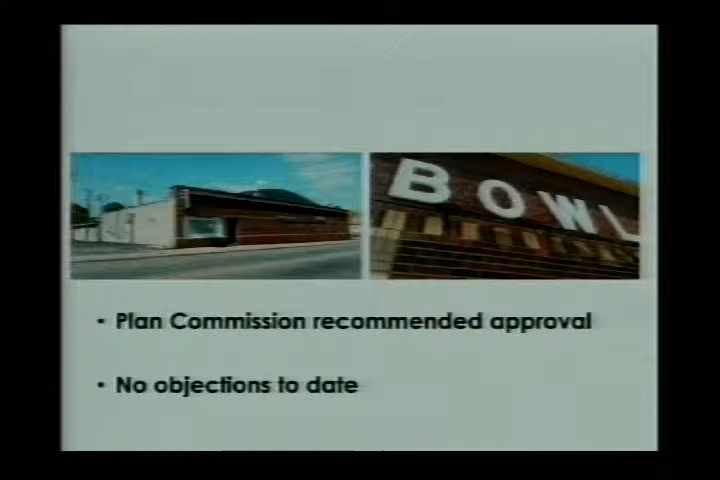 BOWL
• Plan Commission recommended approval
• No objections to date